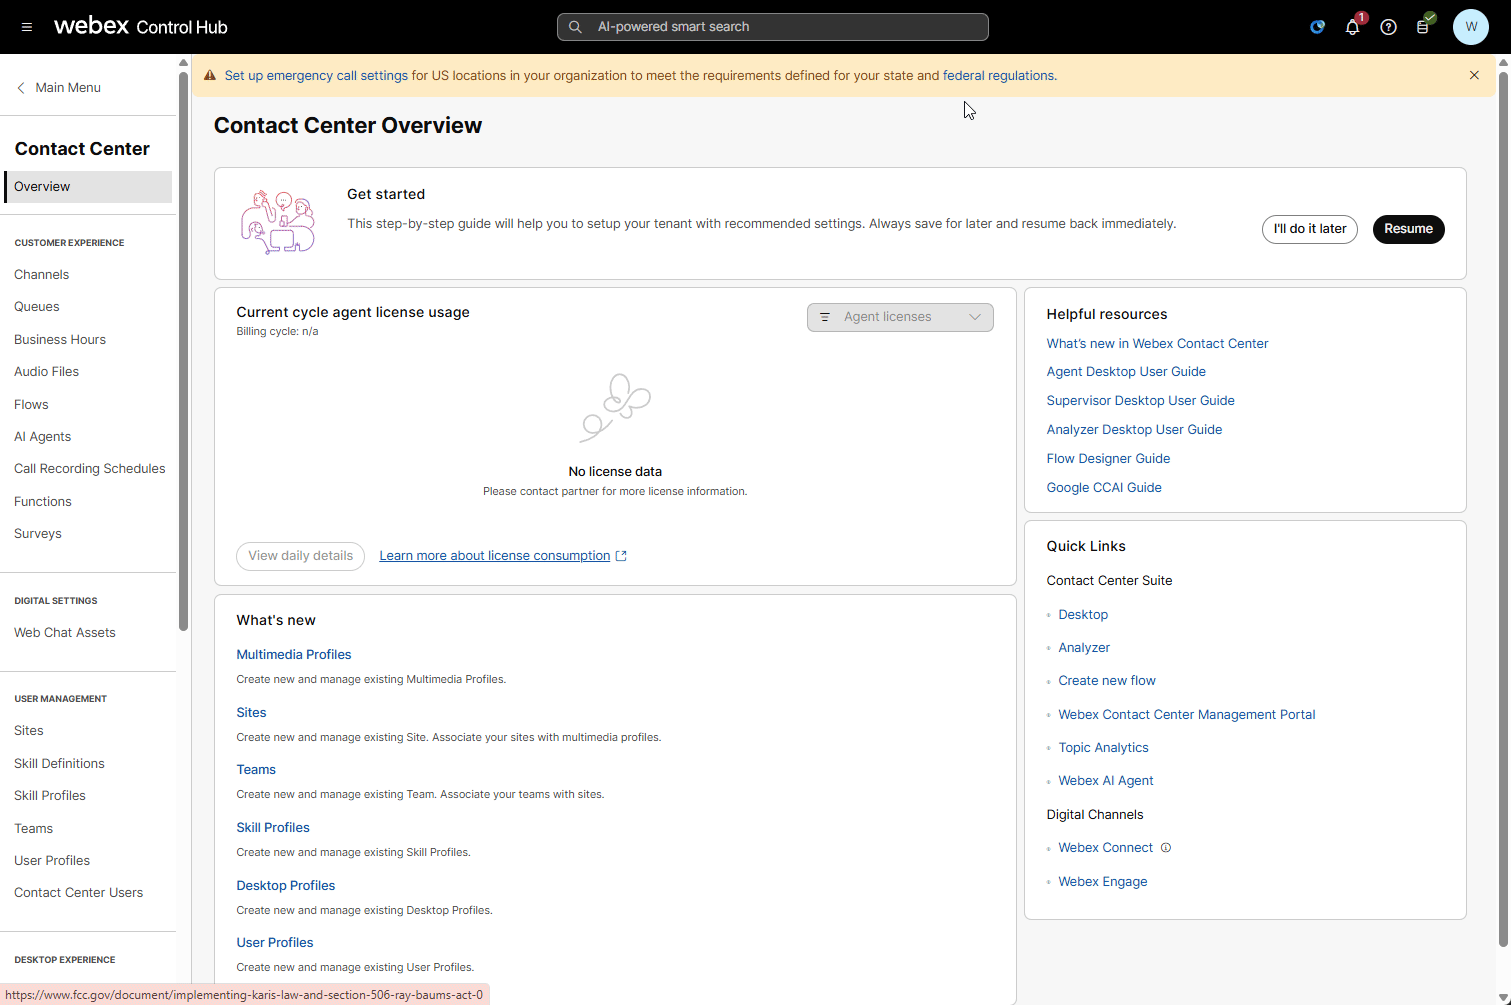 webex Control Hub
AI-powered smart search
1
W
Main Menu
Contact Center
Overview
CUSTOMER EXPERIENCE
Channels
Queues
Business Hours
Audio Files
Flows
AI Agents
Call Recording Schedules
Functions
Surveys
DIGITAL SETTINGS
Web Chat Assets
USER MANAGEMENT
Sites
Skill Definitions
Skill Profiles
Teams
User Profiles
Contact Center Users
DESKTOP EXPERIENCE
Set up emergency call settings for US locations in your organization to meet the requirements defined for your state and federal regulations.
Contact Center Overview
Get started
This step-by-step guide will help you to setup your tenant with recommended settings. Always save for later and resume back immediately.
I'll do it later
Resume
Current cycle agent license usage
Billing cycle: n/a
Agent licenses
No license data
Please contact partner for more license information.
View daily details
Learn more about license consumption
What's new
Multimedia Profiles
Create new and manage existing Multimedia Profiles.
Sites
Create new and manage existing Site. Associate your sites with multimedia profiles.
Teams
Create new and manage existing Team. Associate your teams with sites.
Skill Profiles
Create new and manage existing Skill Profiles.
Desktop Profiles
Create new and manage existing Desktop Profiles.
User Profiles
Create new and manage existing User Profiles.
Helpful resources
What's new in Webex Contact Center
Agent Desktop User Guide
Supervisor Desktop User Guide
Analyzer Desktop User Guide
Flow Designer Guide
Google CCAI Guide
Quick Links
Contact Center Suite
Desktop
Analyzer
Create new flow
Webex Contact Center Management Portal
Topic Analytics
Webex AI Agent
Digital Channels
Webex Connect
Webex Engage
https://www.fcc.gov/document/implementing-karis-law-and-section-506-ray-baums-act-0